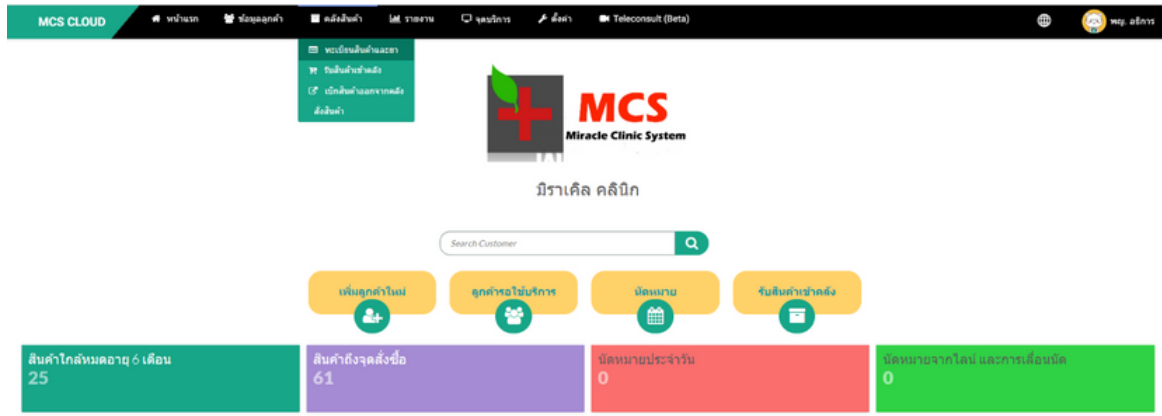 MCS CLOUD
หน้าแรก
ข้อมูลลูกค้า
คลังสินค้า
รายงาน
จุดบริการ
ตั้งค่า
Teleconsult (Beta)
พญ. อธิการ
ทะเบียนสินค้าและยา
รับสินค้าเข้าคลัง
เบิกสินค้าออกจากคลัง
สั่งสินค้า
MCS
Miracle Clinic System
มิราเคิล คลินิก
Search Customer
เพิ่มลูกค้าใหม่
ลูกค้ารอใช้บริการ
นัดหมาย
รับสินค้าเข้าคลัง
สินค้าใกล้หมดอายุ 6 เดือน
25
สินค้าถึงจุดสั่งซื้อ
61
นัดหมายประจำวัน
0
นัดหมายจากไลน์ และการเลื่อนนัด
0